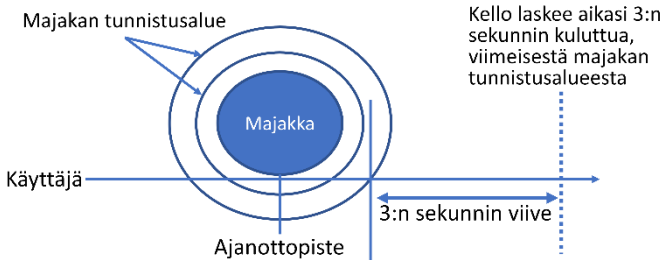 Majakan tunnistusalue
Kello laskee aikasi 3:n
sekunnin kuluttua,
viimeisestä majakan
tunnistusalueesta
Majakka
Käyttäjä
3:n sekunnin viive
Ajanottopiste